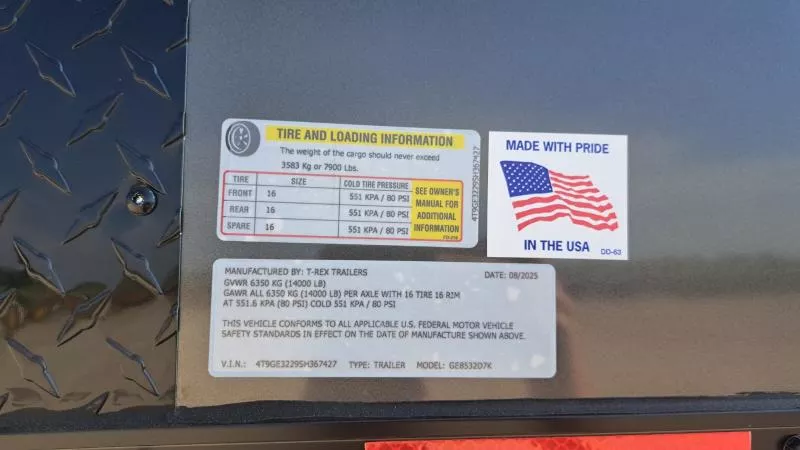 TIRE AND LOADING INFORMATION
The weight of the cargo should never exceed
3583 Kg or 7900 Lbs.
TIRE SIZE COLD TIRE PRESSURE
FRONT 16 551 KPA / 80 PSI
REAR 16 551 KPA / 80 PSI
SPARE 16 551 KPA / 80 PSI
SEE OWNER'S
MANUAL FOR
ADDITIONAL
INFORMATION
4T9GE3229SH367427
MADE WITH PRIDE
IN THE USA
DD-63
MANUFACTURED BY: T-REX TRAILERS DATE: 08/2025
GVWR 6350 KG (14000 LB)
GAWR ALL 6350 KG (14000 LB) PER AXLE WITH 16 TIRE 16 RIM
AT 551.6 KPA (80 PSI) COLD 551 KPA / 80 PSI
THIS VEHICLE CONFORMS TO ALL APPLICABLE U.S. FEDERAL MOTOR VEHICLE
SAFETY STANDARDS IN EFFECT ON THE DATE OF MANUFACTURE SHOWN ABOVE.
V.I.N.: 4T9GE3229SH367427 TYPE: TRAILER MODEL: GE8532D7K